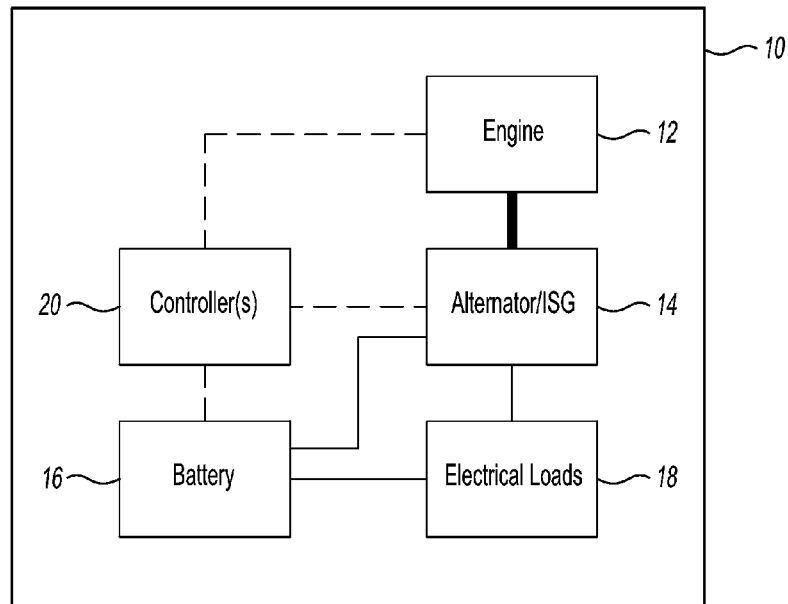 10
Engine
12
20
Controller(s)
Alternator/ISG
14
16
Battery
Electrical Loads
18